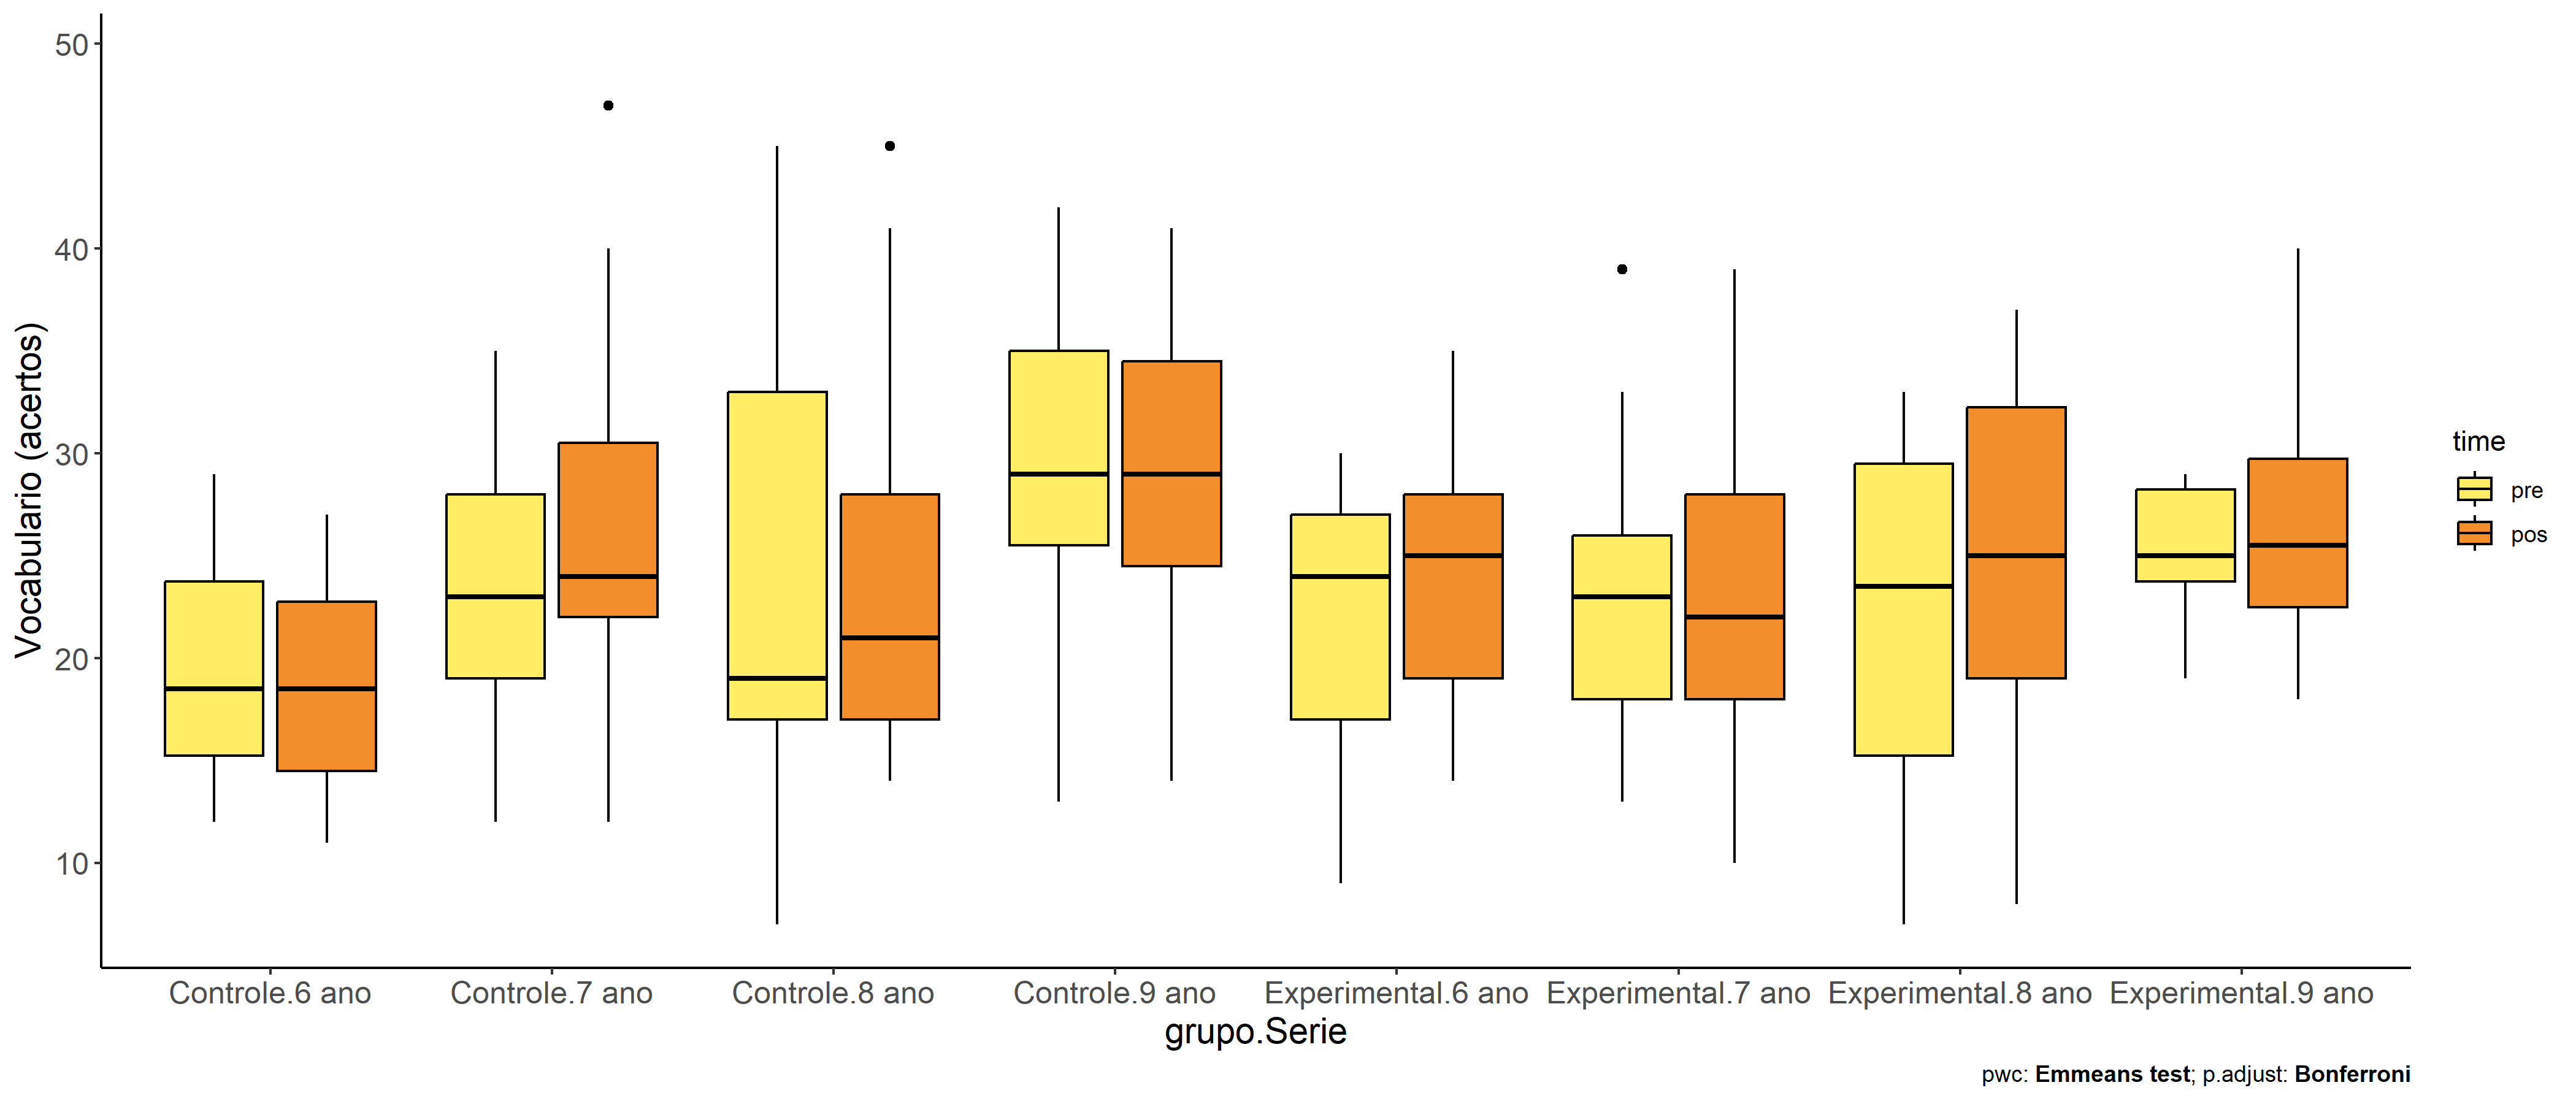 50
40
30
20
10
Vocabulario (acertos)
Controle.6 ano
Controle.7 ano
Controle.8 ano
Controle.9 ano
Experimental.6 ano
Experimental.7 ano
Experimental.8 ano
Experimental.9 ano
grupo.Serie
time
pre
pos
pwc: Emmeans test; p.adjust: Bonferroni